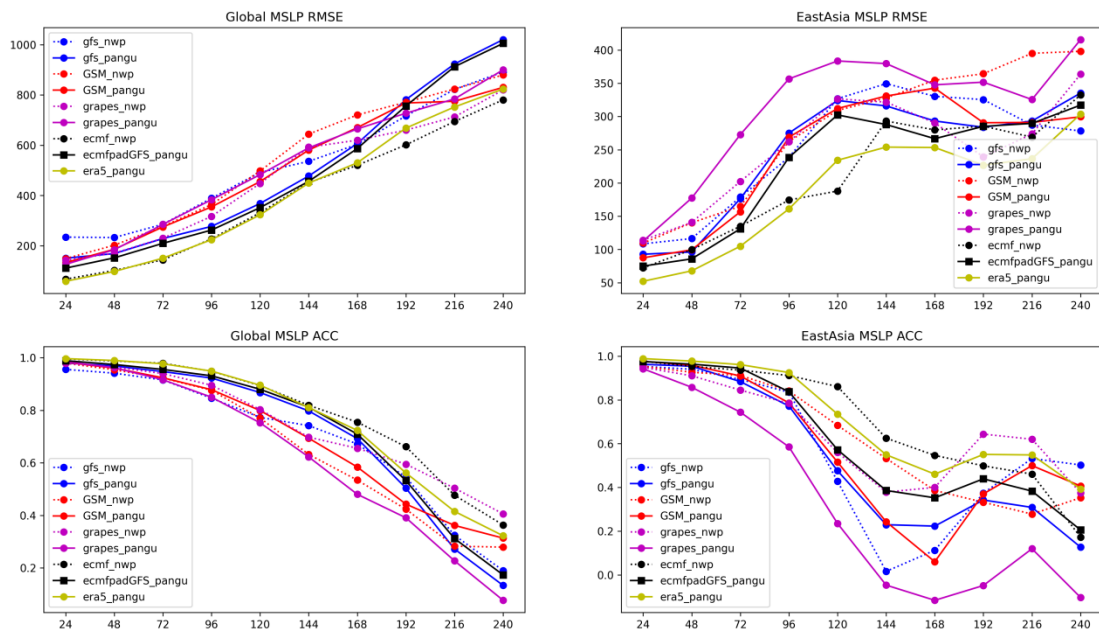 Global MSLP RMSE
1000
800
600
400
200
gfs_nwp
gfs_pangu
GSM_nwp
GSM_pangu
grapes_nwp
grapes_pangu
ecmf_nwp
ecmfpadGFS_pangu
era5_pangu
24 48 72 96 120 144 168 192 216 240
EastAsia MSLP RMSE
400
350
300
250
200
150
100
50
gfs_nwp
gfs_pangu
GSM_nwp
GSM_pangu
grapes_nwp
grapes_pangu
ecmf_nwp
ecmfpadGFS_pangu
era5_pangu
24 48 72 96 120 144 168 192 216 240
Global MSLP ACC
1.0
0.8
0.6
0.4
0.2
gfs_nwp
gfs_pangu
GSM_nwp
GSM_pangu
grapes_nwp
grapes_pangu
ecmf_nwp
ecmfpadGFS_pangu
era5_pangu
24 48 72 96 120 144 168 192 216 240
EastAsia MSLP ACC
1.0
0.8
0.6
0.4
0.2
0.0
gfs_nwp
gfs_pangu
GSM_nwp
GSM_pangu
grapes_nwp
grapes_pangu
ecmf_nwp
ecmfpadGFS_pangu
era5_pangu
24 48 72 96 120 144 168 192 216 240